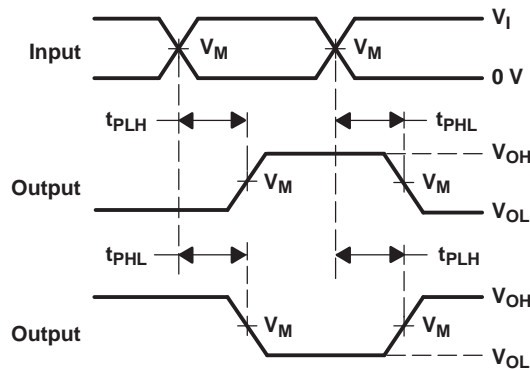 V_I
Input V_M V_M
0 V
t_PLH t_PHL
V_OH
Output V_M V_M
V_OL
t_PHL t_PLH
V_OH
Output V_M V_M
V_OL